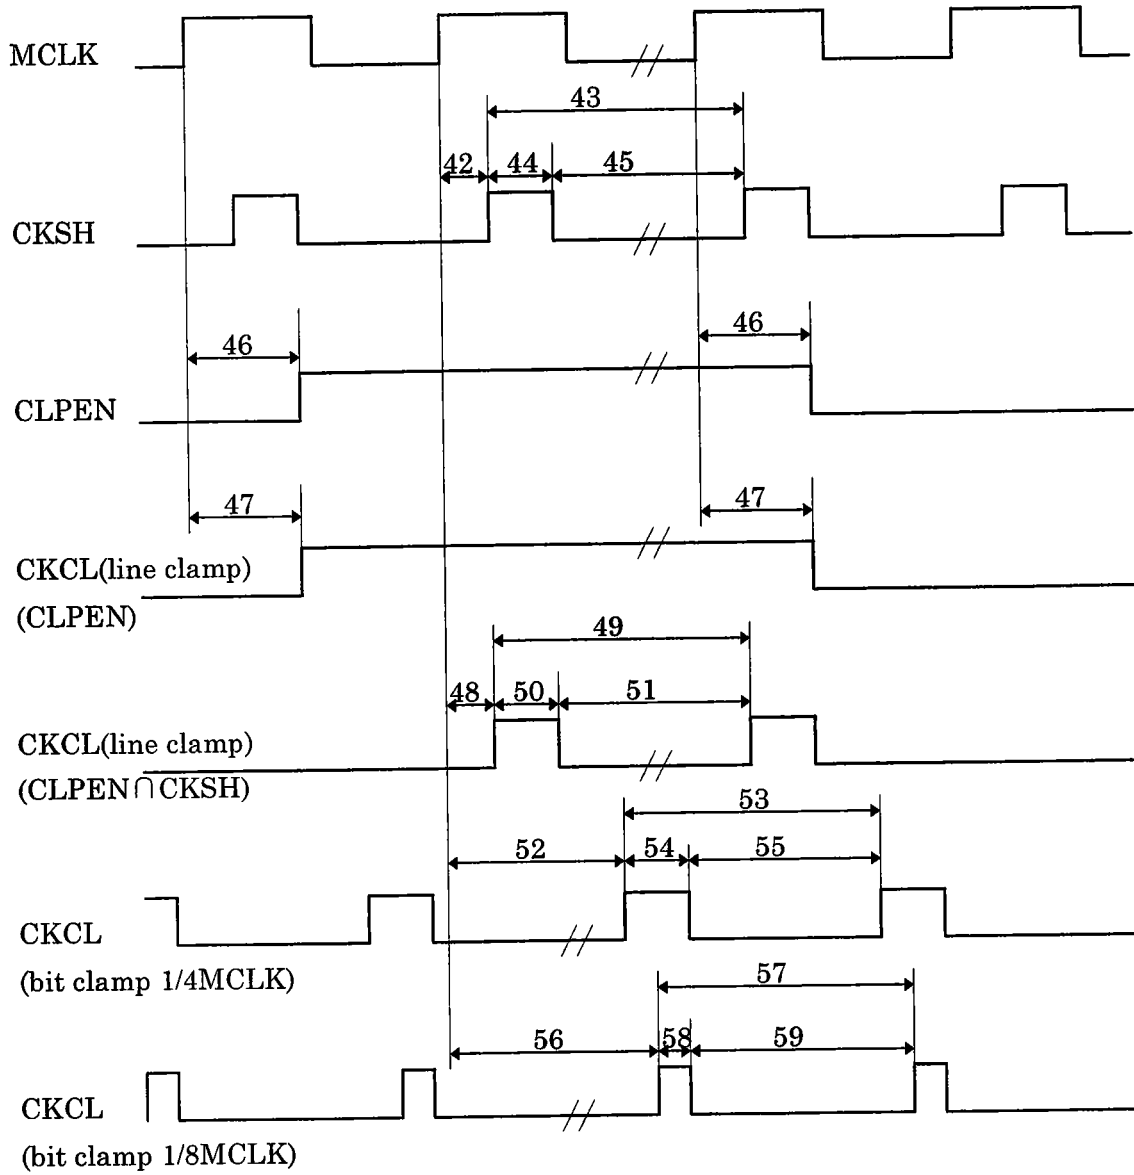 MCLK
43
42 44 45
CKSH
46 46
CLPEN
47 47
CKCL(line clamp)
(CLPEN)
49
48 50 51
CKCL(line clamp)
(CLPEN∩CKSH)
53
52 54 55
CKCL
(bit clamp 1/4MCLK)
57
56 58 59
CKCL
(bit clamp 1/8MCLK)